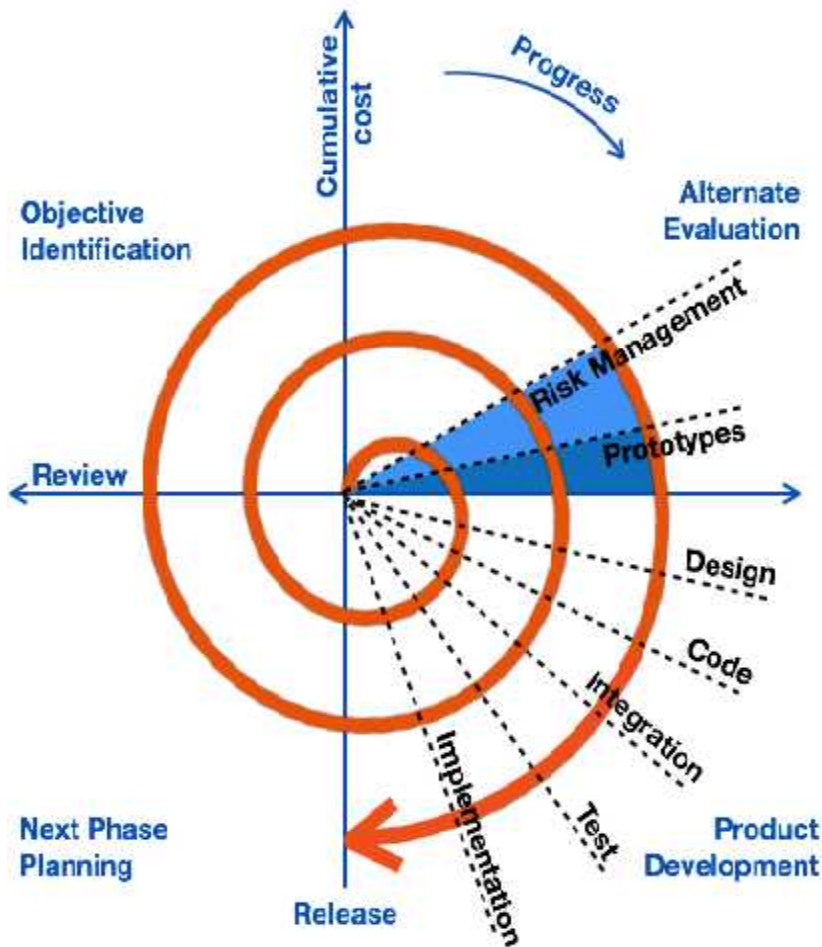 Cumulative
cost
Progress
Objective
Identification
Alternate
Evaluation
Risk Management
Prototypes
Review
Design
Code
Integration
Test
Implementation
Next Phase
Planning
Product
Development
Release